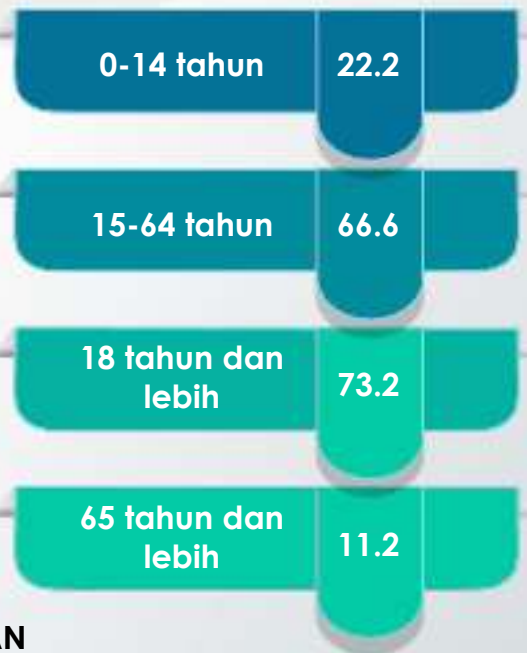 0-14 tahun 22.2
15-64 tahun 66.6
18 tahun dan
lebih 73.2
65 tahun dan
lebih 11.2
AN